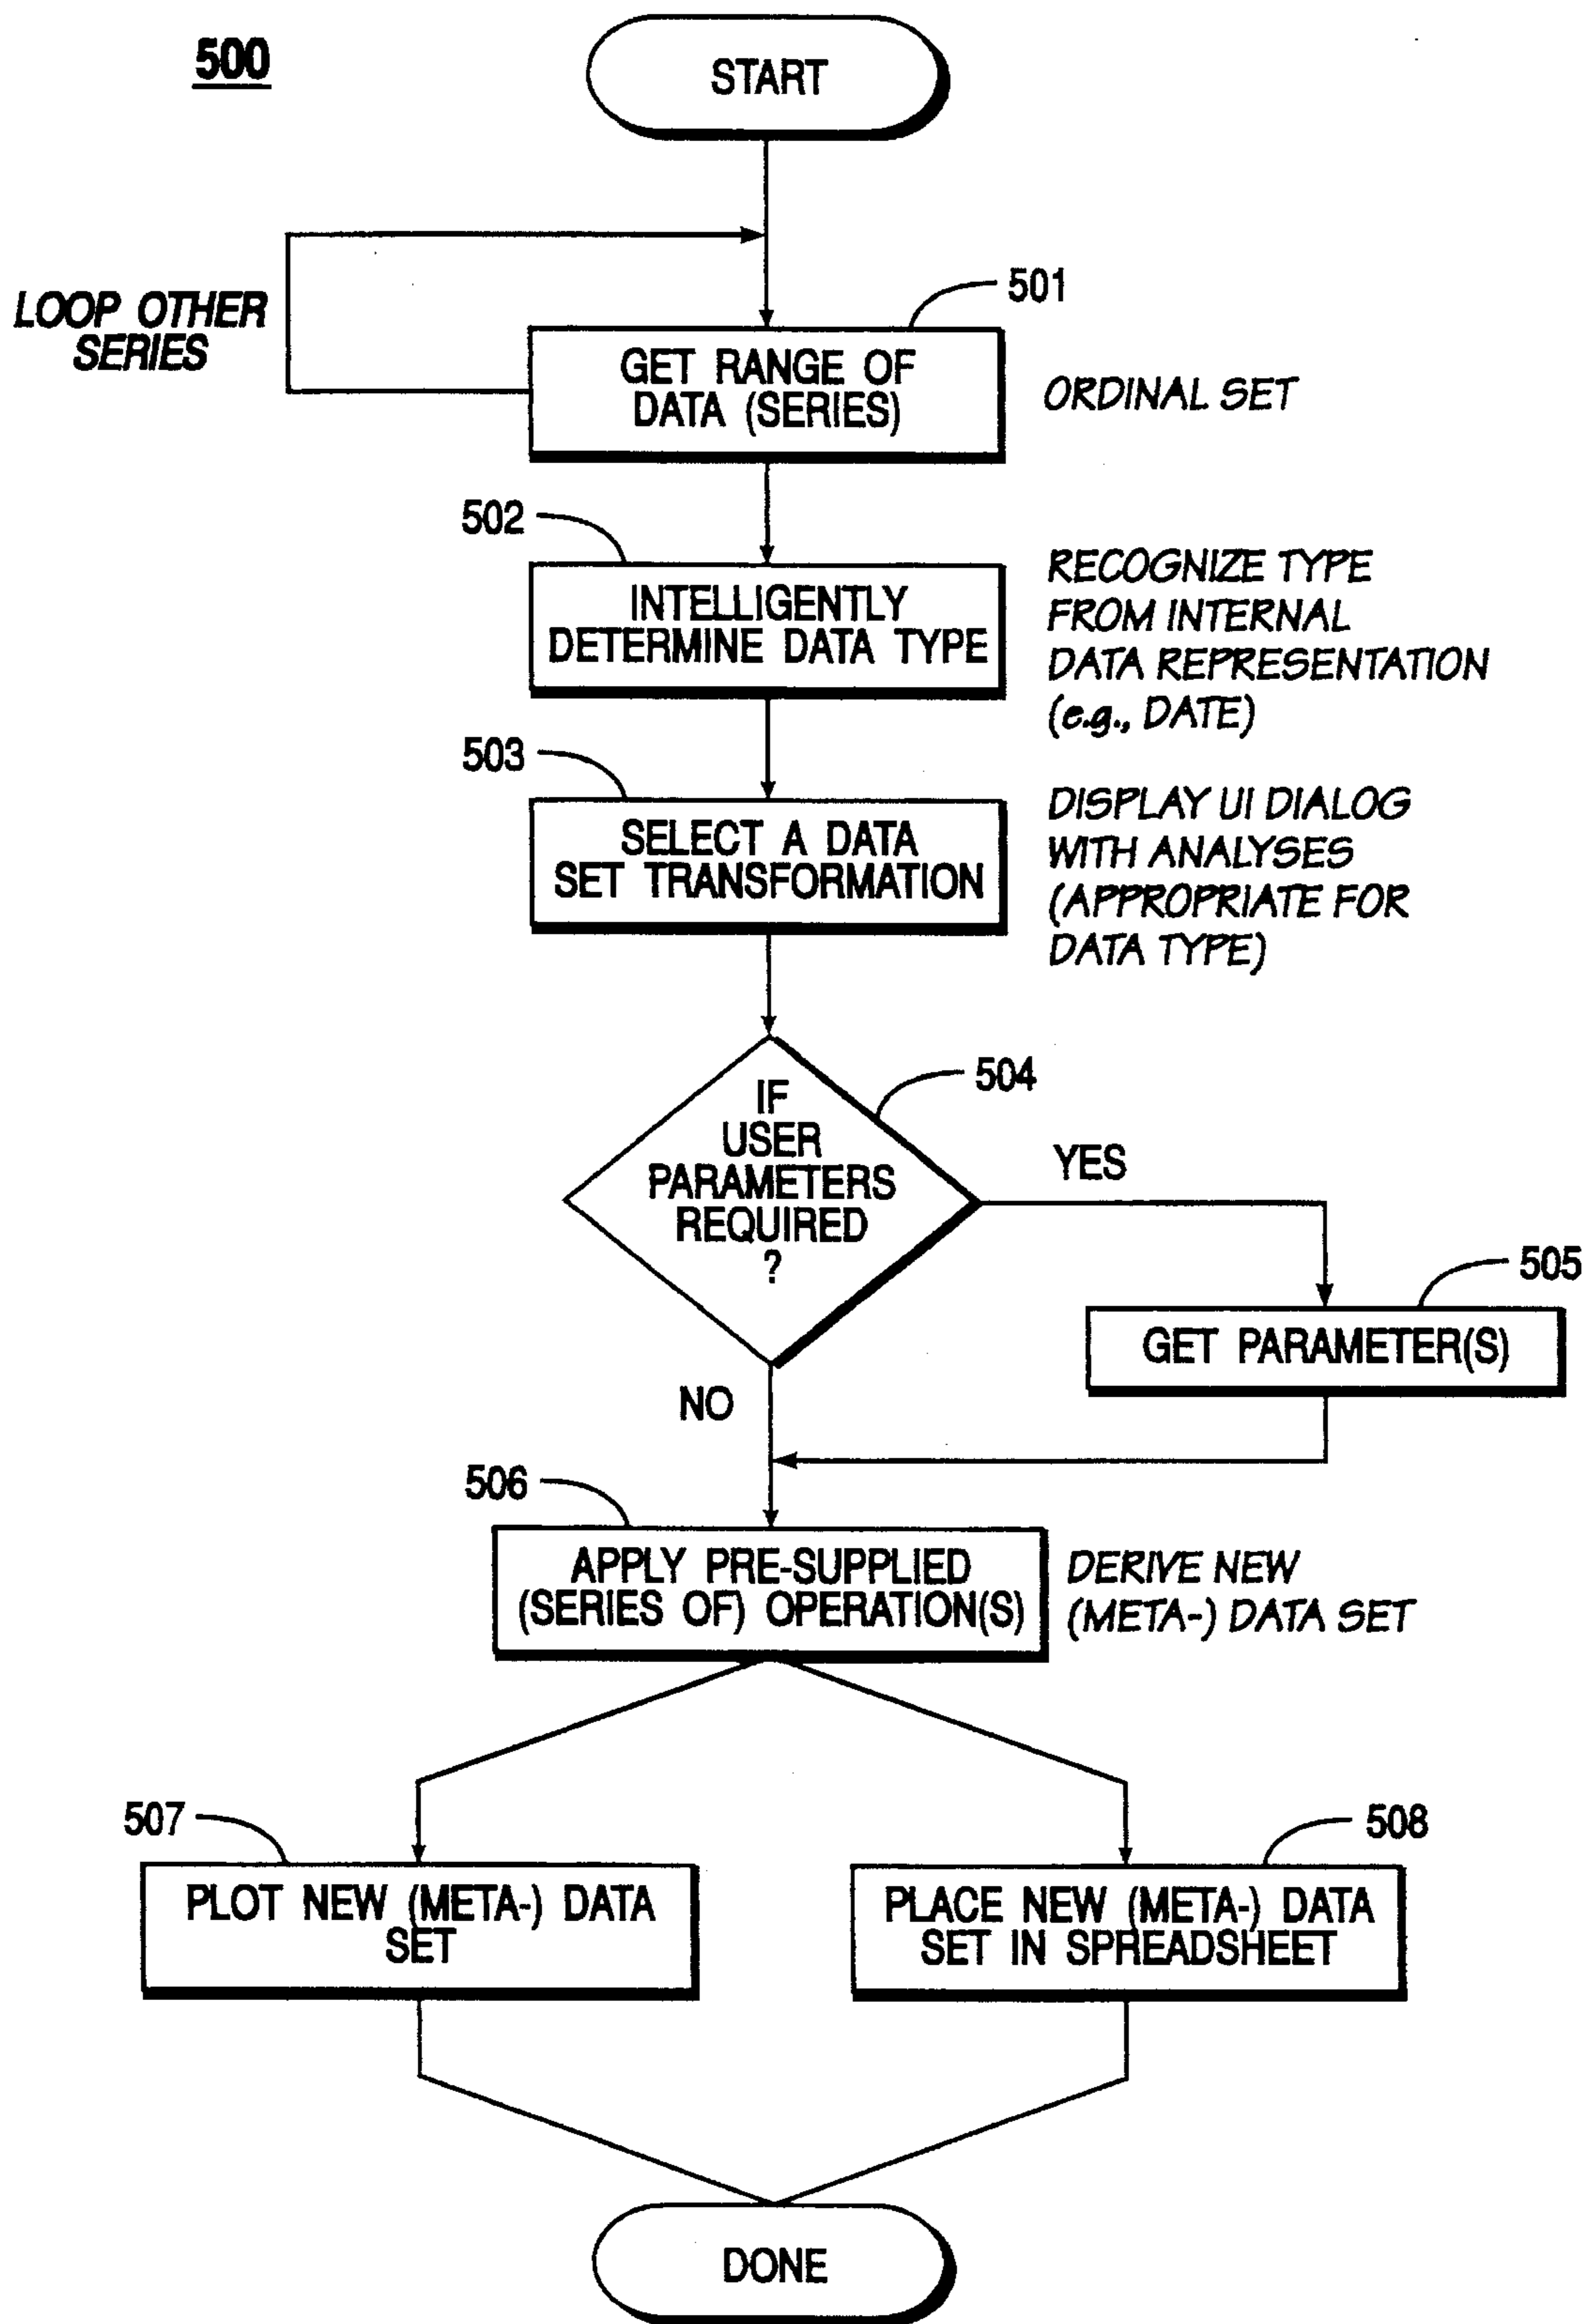 500
START
LOOP OTHER
SERIES
501
GET RANGE OF
DATA (SERIES)
ORDINAL SET
502
INTELLIGENTLY
DETERMINE DATA TYPE
RECOGNIZE TYPE
FROM INTERNAL
DATA REPRESENTATION
(e.g., DATE)
503
SELECT A DATA
SET TRANSFORMATION
DISPLAY UI DIALOG
WITH ANALYSES
(APPROPRIATE FOR
DATA TYPE)
504
IF
USER
PARAMETERS
REQUIRED
?
YES
505
GET PARAMETER(S)
NO
506
APPLY PRE-SUPPLIED
(SERIES OF) OPERATION(S)
DERIVE NEW
(META-) DATA SET
507
PLOT NEW (META-) DATA
SET
508
PLACE NEW (META-) DATA
SET IN SPREADSHEET
DONE